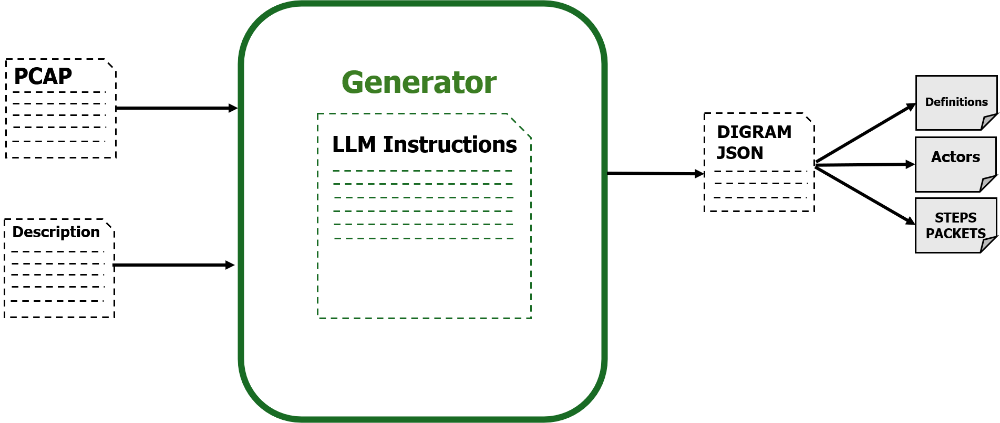 PCAP
Description
Generator
LLM Instructions
DIGRAM
JSON
Definitions
Actors
STEPS
PACKETS